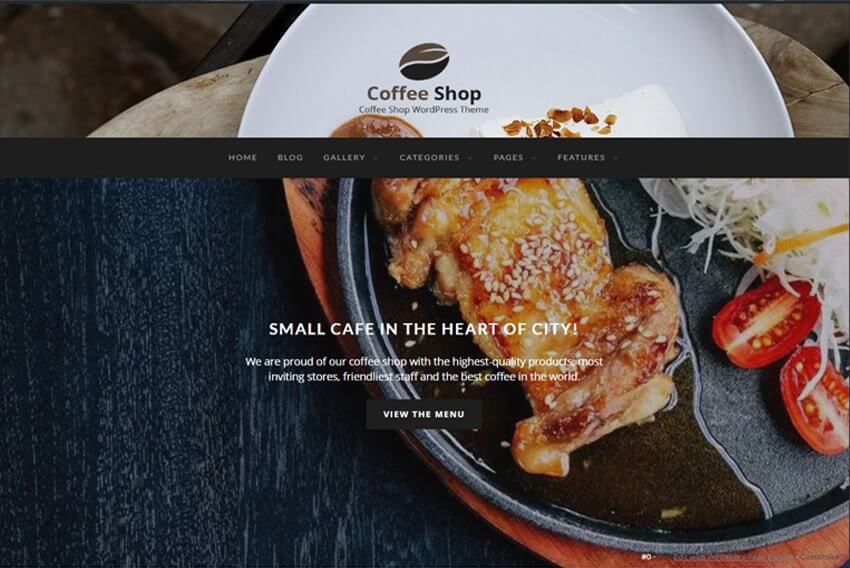 Coffee Shop
Coffee Shop WordPress Theme
HOME BLOG GALLERY CATEGORIES PAGES FEATURES
SMALL CAFE IN THE HEART OF CITY!
We are proud of our coffee shop with the highest-quality products, most
inviting stores, friendliest staff and the best coffee in the world.
VIEW THE MENU
Customize